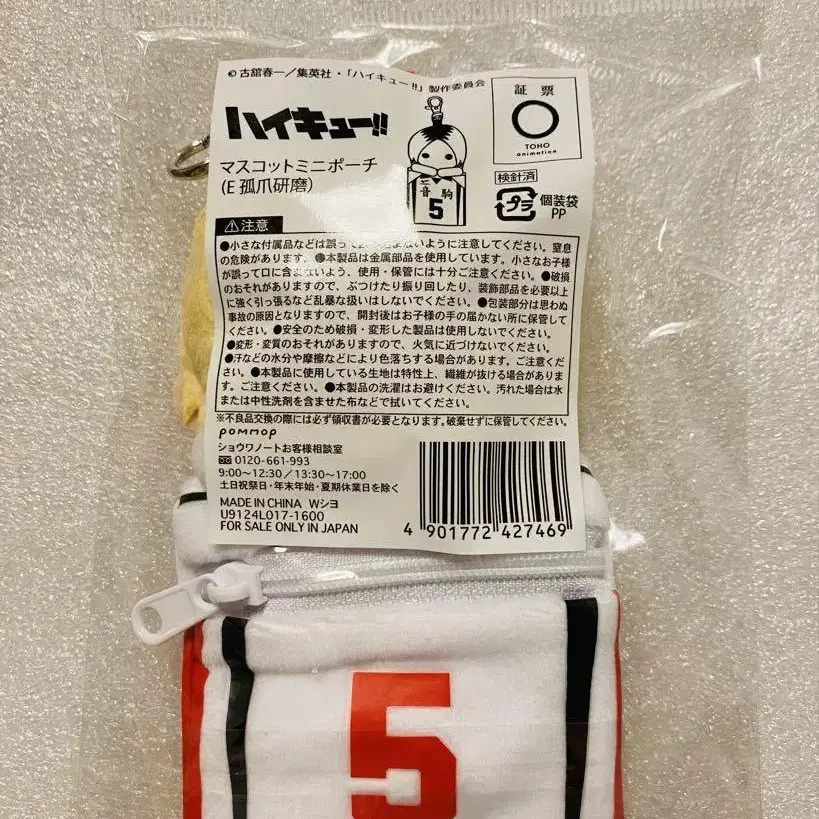 ©古舘春一／集英社・「ハイキュー!!」製作委員会
ハイキュー!!
マスコットミニポーチ
(E 孤爪研磨)
音駒
5
証票
TOHO
animation
検針済
プラ
個装袋
PP
注意
●小さな付属品などは誤って
まないように注意してください。窒息
の危険があります。●本製品は金属部品を使用しています。小さなお子様
が誤って口に含まないよう、使用・保管には十分ご注意ください。●破損
のおそれがありますので、ぶつけたり振り回したり、装飾部品を必要以上
に強く引っ張るなど乱暴な扱いはしないでください。●包装部分は思わぬ
事故の原因となりますので、開封後はお子様の手の届かない所に保管して
ください。●安全のため破損・変形した製品は使用しないでください。
●変形・変質のおそれがありますので、火気に近づけないでください。
●汗などの水分や摩擦などにより色落ちする場合があります。ご注意くださ
い。●本製品に使用している生地は特性上、繊維が抜ける場合がありま
す。ご注意ください。●本製品の洗濯はお避けください。汚れた場合は水
または中性洗剤を含ませた布などで拭いてください。
※不良品交換の際には必ず領収書が必要となります。破棄せずに保管してください。
pommop
ショウワノートお客様相談室
0120-661-993
9:00～12:30／13:30～17:00
土日祝祭日・年末年始・夏期休業日を除く
MADE IN CHINA Wシヨ
U9124L017-1600
FOR SALE ONLY IN JAPAN
4 901772 427469
5